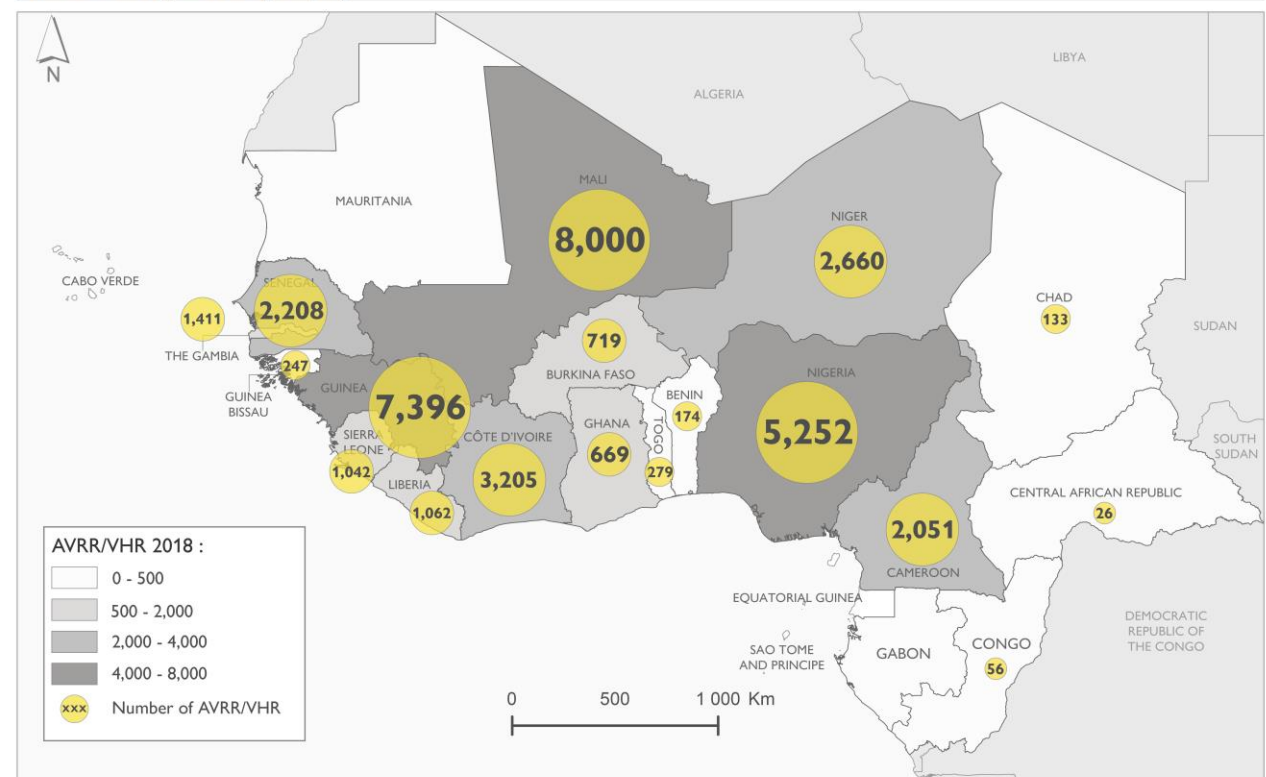 N
LIBYA
ALGERIA
MALI
MAURITANIA
NIGER
8,000
2,660
CABO VERDE
SENEGAL
CHAD
2,208
133
1,411
SUDAN
719
THE GAMBIA
247
BURKINA FASO
NIGERIA
GUINEA
BENIN
GUINEA
BISSAU
7,396
174
GHANA
TOGO
5,252
SIERRA
LEONE
CÔTE D'IVOIRE
SOUTH
SUDAN
669
1,042
279
3,205
LIBERIA
CENTRAL AFRICAN REPUBLIC
1,062
26
2,051
CAMEROON
EQUATORIAL GUINEA
DEMOCRATIC
REPUBLIC OF
THE CONGO
SAO TOME
AND PRINCIPE
GABON
CONGO
56
AVRR/VHR 2018 :
0 - 500
500 - 2,000
2,000 - 4,000
4,000 - 8,000
xxx Number of AVRR/VHR
0 500 1 000 Km